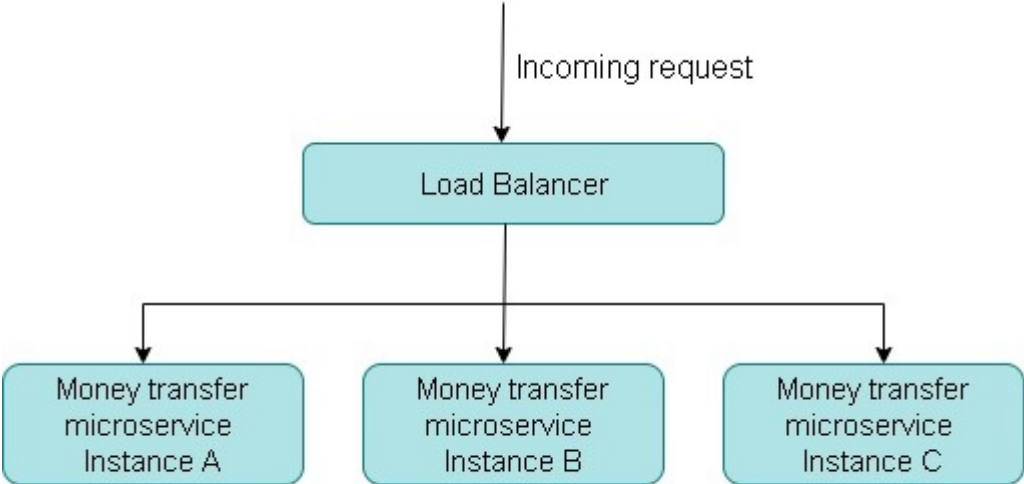 Incoming request
Load Balancer
Money transfer
microservice
Instance A
Money transfer
microservice
Instance B
Money transfer
microservice
Instance C